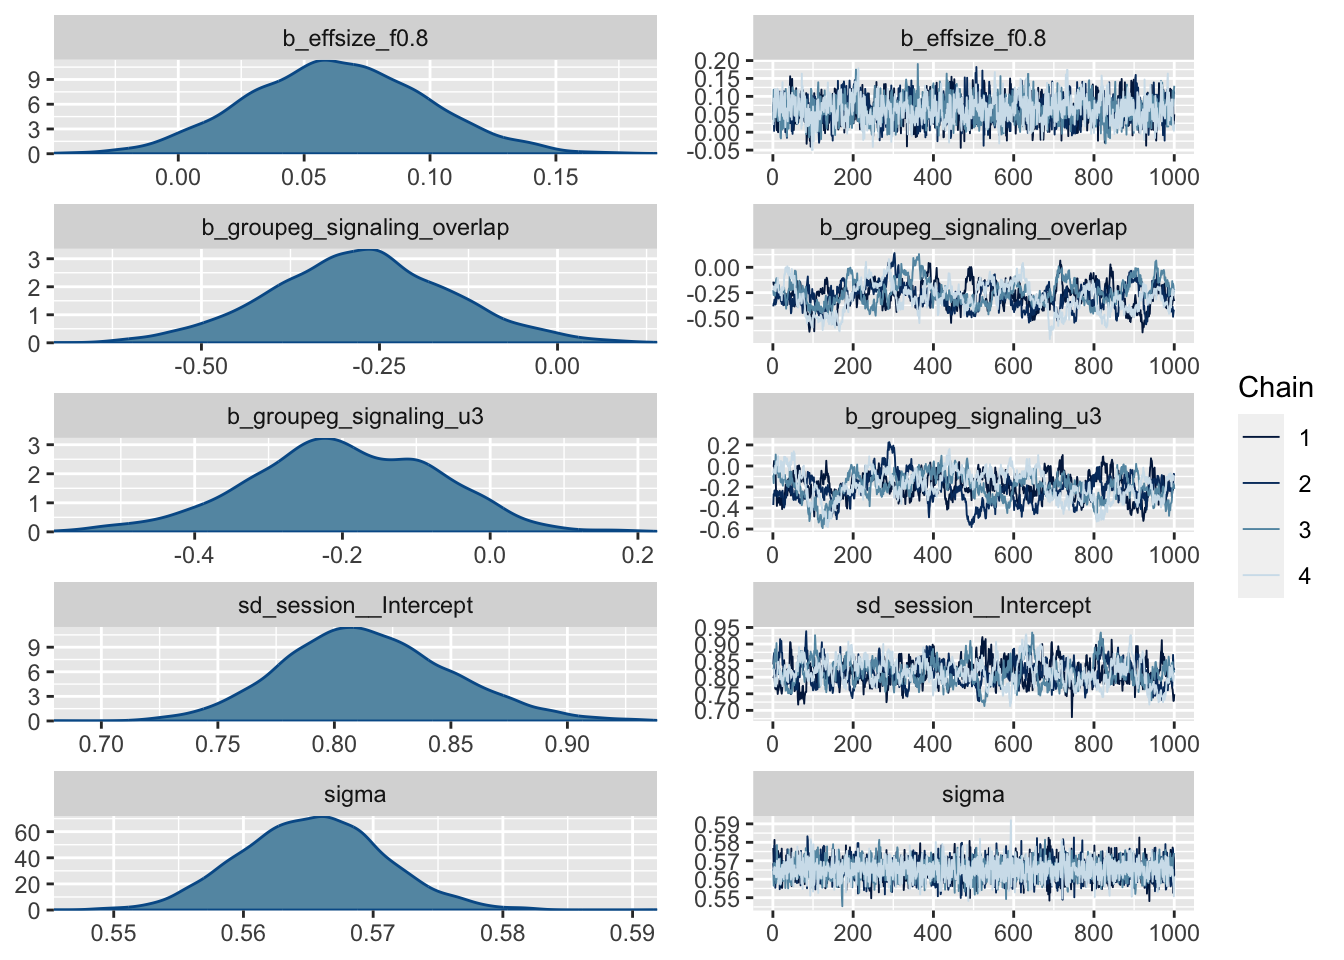 b_effsize_f0.8
9
6
3
0
0.00 0.05 0.10 0.15
b_effsize_f0.8
0.20
0.15
0.10
0.05
0.00
-0.05
0 200 400 600 800 1000
b_groupeg_signaling_overlap
3
2
1
0
-0.50 -0.25 0.00
b_groupeg_signaling_overlap
0.00
-0.25
-0.50
0 200 400 600 800 1000
b_groupeg_signaling_u3
3
2
1
0
-0.4 -0.2 0.0 0.2
b_groupeg_signaling_u3
0.2
0.0
-0.2
-0.4
-0.6
0 200 400 600 800 1000
sd_session__Intercept
9
6
3
0
0.70 0.75 0.80 0.85 0.90
sd_session__Intercept
0.95
0.90
0.85
0.80
0.75
0.70
0 200 400 600 800 1000
sigma
60
40
20
0
0.55 0.56 0.57 0.58 0.59
sigma
0.59
0.58
0.57
0.56
0.55
0 200 400 600 800 1000
Chain
1
2
3
4